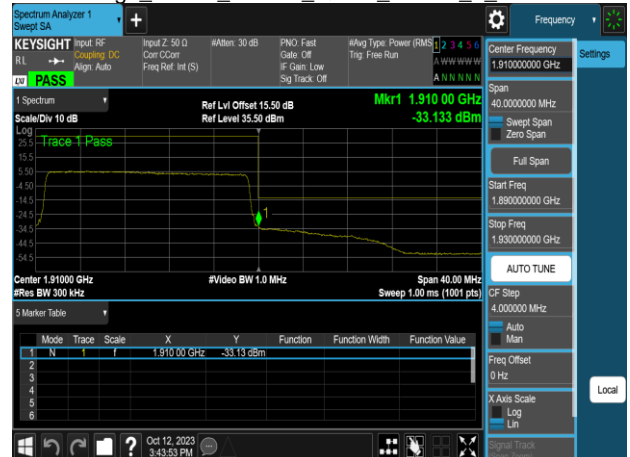 Spectrum Analyzer 1
Swept SA
+
Frequency
KEYSIGHT
RL
LXI
PASS
Input: RF
Coupling: DC
Align: Auto
Input Z: 50 Ω
Corr CCorr
Freq Ref: Int (S)
#Atten: 30 dB
PNO: Fast
Gate: Off
IF Gain: Low
Sig Track: Off
#Avg Type: Power (RMS
Trig: Free Run
1 2 3 4 5 6
A W W W W W
A N N N N N
Center Frequency
1.910000000 GHz
Settings
Span
40.0000000 MHz
Swept Span
Zero Span
Full Span
Start Freq
1.890000000 GHz
Stop Freq
1.930000000 GHz
AUTO TUNE
CF Step
4.000000 MHz
Auto
Man
Freq Offset
0 Hz
X Axis Scale
Log
Lin
Local
Signal Track
1 Spectrum
Scale/Div 10 dB
Ref Lvl Offset 15.50 dB
Ref Level 35.50 dBm
Mkr1 1.910 00 GHz
-33.133 dBm
Log
Trace 1 Pass
25.5
15.5
5.50
-4.50
-14.5
-24.5
-34.5
-44.5
-54.5
1
Center 1.91000 GHz
#Res BW 300 kHz
#Video BW 1.0 MHz
Span 40.00 MHz
Sweep 1.00 ms (1001 pts)
5 Marker Table
Mode Trace Scale X Y Function Function Width Function Value
1 N 1 f 1.910 00 GHz -33.13 dBm
2
3
4
5
6
?
Oct 12, 2023
3:43:53 PM